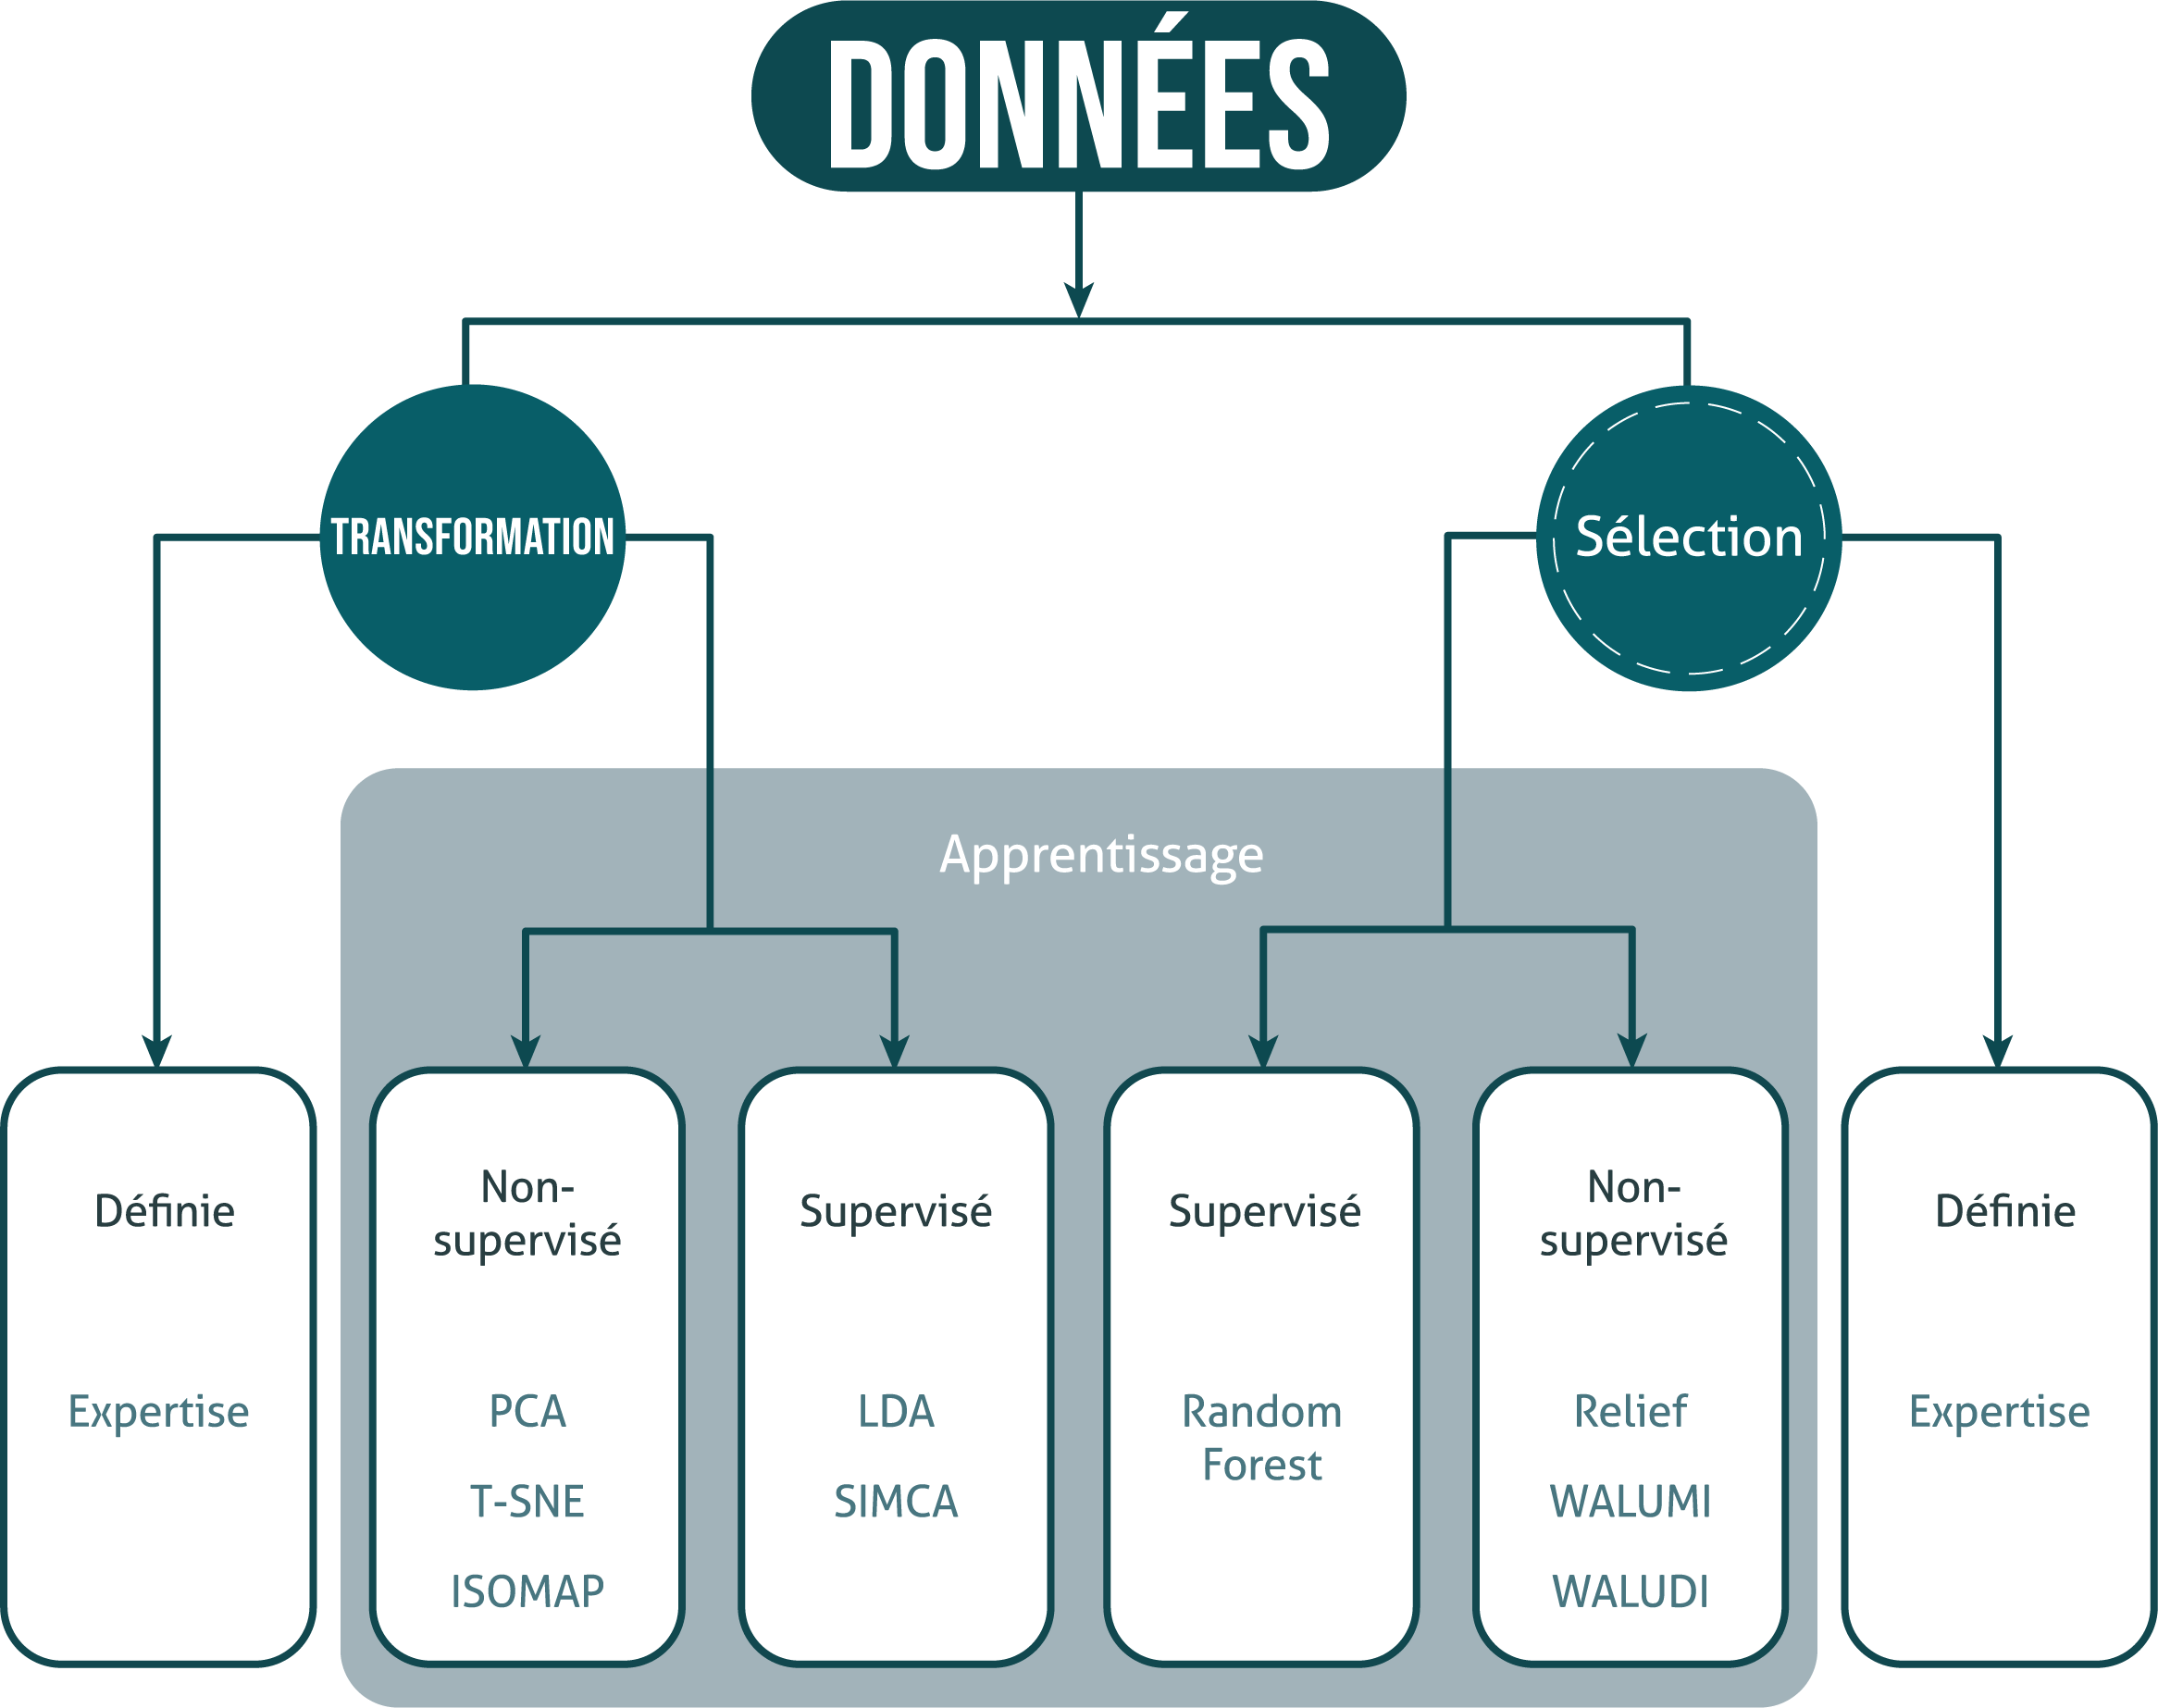 DONNÉES
TRANSFORMATION
Sélection
Apprentissage
Définie
Expertise
Non-
supervisé
PCA
T-SNE
ISOMAP
Supervisé
LDA
SIMCA
Supervisé
Random
Forest
Non-
supervisé
Relief
WALUMI
WALUDI
Définie
Expertise